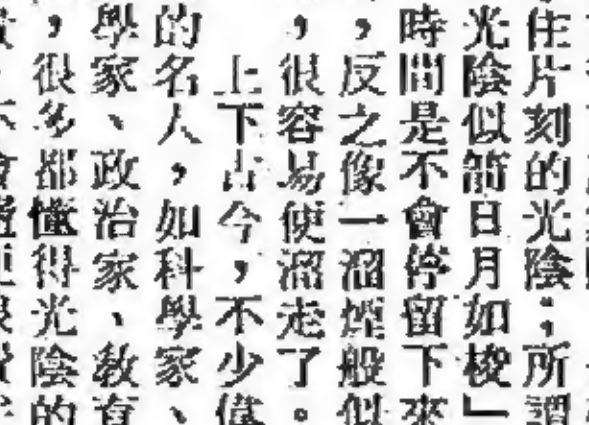 住片刻的光陰；所謂
光陰似箭日月如梭」
時間是不會停留下來
，反之像一溜煙般似
，很容易便溜走了。
上下古今，不少偉
的名人，如科學家、
學家、政治家、教育
，很多都懂得光陰的